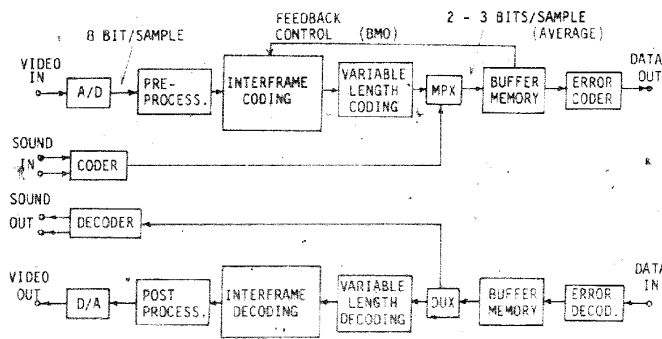 FEEDBACK
CONTROL (BMO)
2 - 3 BITS/SAMPLE
(AVERAGE)
8 BIT/SAMPLE
VIDEO
IN
A/D
PRE-
PROCESS.
INTERFRAME
CODING
VARIABLE
LENGTH
CODING
MPX
BUFFER
MEMORY
ERROR
CODER
DATA
OUT
SOUND
IN
CODER
SOUND
OUT
DECODER
VIDEO
OUT
D/A
POST
PROCESS.
INTERFRAME
DECODING
VARIABLE
LENGTH
DECODING
DUX
BUFFER
MEMORY
ERROR
DECOD.
DATA
IN